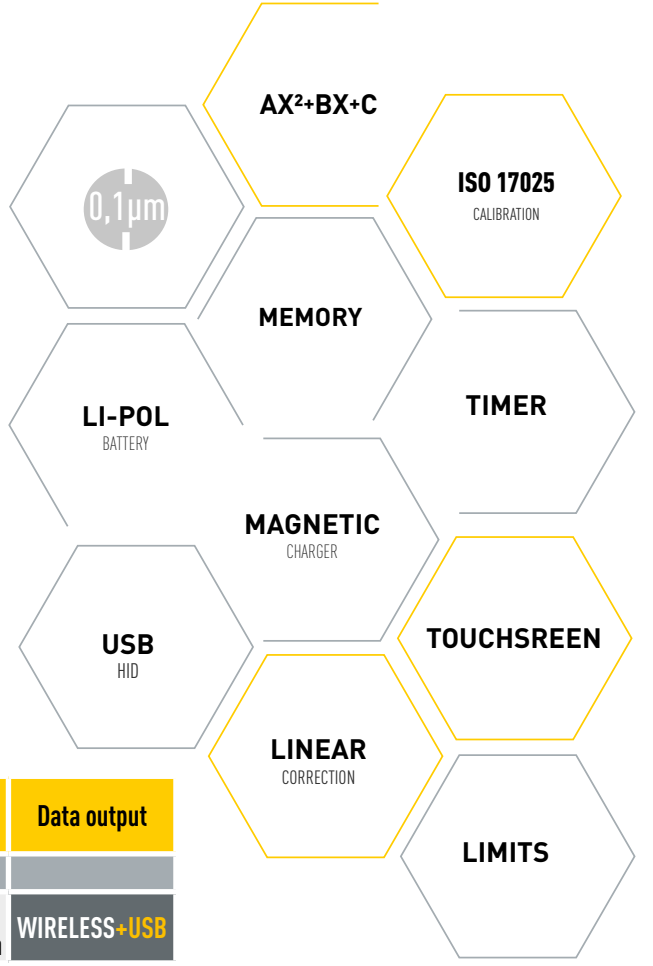 AX²+BX+C
ISO 17025
CALIBRATION
0,1µm
MEMORY
TIMER
LI-POL
BATTERY
MAGNETIC
CHARGER
TOUCHSREEN
USB
HID
LINEAR
CORRECTION
Data output
LIMITS
WIRELESS+USB